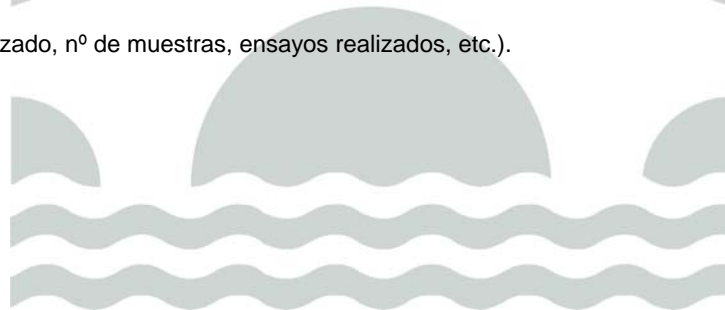 zado, nº de muestras, ensayos realizados, etc.).